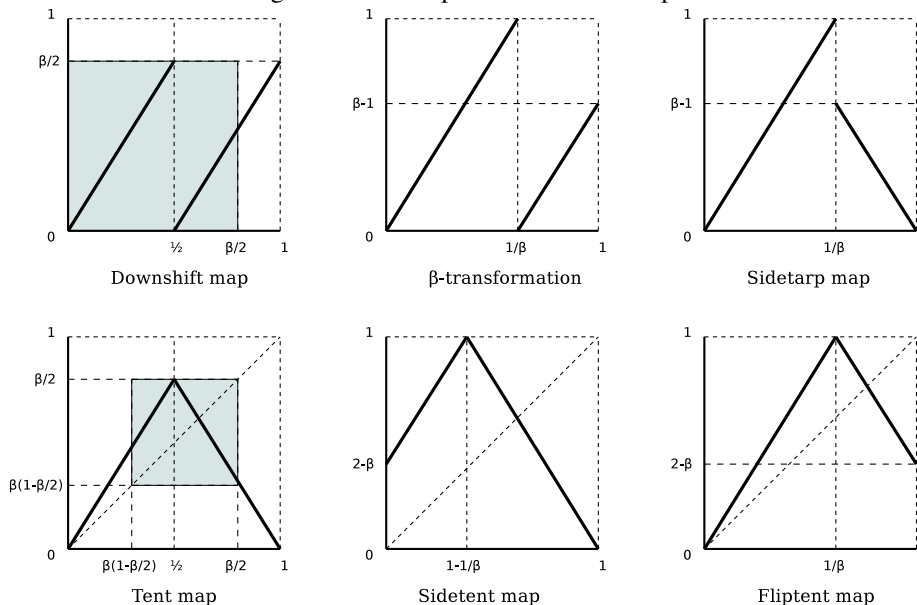 1
1
1
β/2
β-1
β-1
0
½
β/2
1
0
1/β
1
0
1/β
Downshift map
β-transformation
Sidetarp map
1
1
1
β/2
β(1-β/2)
2-β
2-β
0
β(1-β/2)
½
β/2
1
0
1-1/β
1
0
1/β
Tent map
Sidetent map
Fliptent map